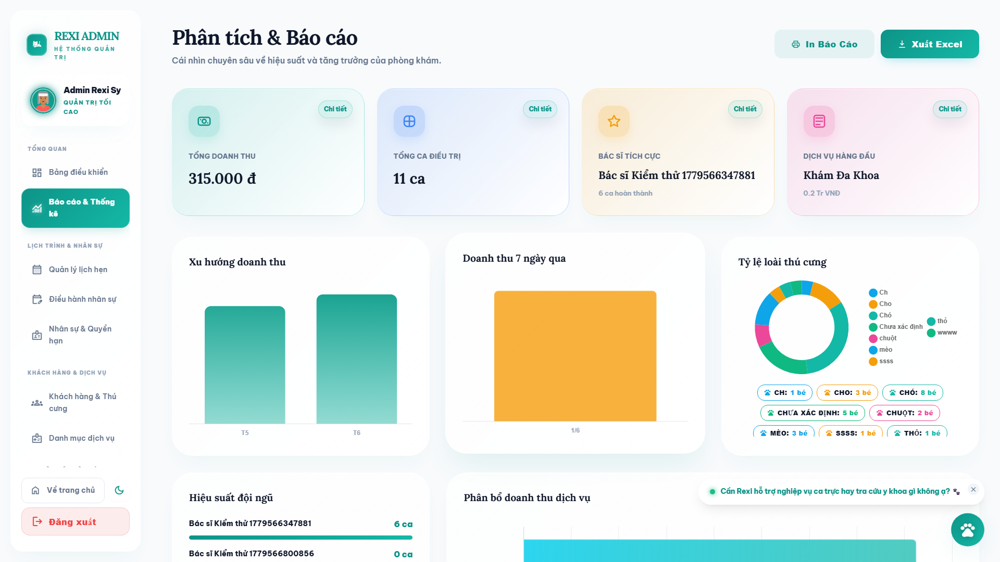 REXI ADMIN
HỆ THỐNG QUẢN
TRỊ
Admin Rexi Sy
QUẢN TRỊ TỐI
CAO
TỔNG QUAN
Bảng điều khiển
Báo cáo & Thống
kê
LỊCH TRÌNH & NHÂN SỰ
Quản lý lịch hẹn
Điều hành nhân sự
Nhân sự & Quyền
hạn
KHÁCH HÀNG & DỊCH VỤ
Khách hàng & Thú
cưng
Danh mục dịch vụ
Về trang chủ
Đăng xuất
Phân tích & Báo cáo
Cái nhìn chuyên sâu về hiệu suất và tăng trưởng của phòng khám.
In Báo Cáo
Xuất Excel
Chi tiết
TỔNG DOANH THU
315.000 đ
Chi tiết
TỔNG CA ĐIỀU TRỊ
11 ca
Chi tiết
BÁC SĨ TÍCH CỰC
Bác sĩ Kiểm thử 1779566347881
6 ca hoàn thành
Chi tiết
DỊCH VỤ HÀNG ĐẦU
Khám Đa Khoa
0.2 Tr VNĐ
Xu hướng doanh thu
T5
T6
Doanh thu 7 ngày qua
1/6
Tỷ lệ loài thú cưng
Ch
Cho
Chó
Chưa xác định
chuột
mèo
ssss
thỏ
wwww
CH: 1 bé
CHO: 3 bé
CHÓ: 8 bé
CHƯA XÁC ĐỊNH: 5 bé
CHUỘT: 2 bé
MÈO: 3 bé
SSSS: 1 bé
THỎ: 1 bé
Hiệu suất đội ngũ
Bác sĩ Kiểm thử 1779566347881
6 ca
Bác sĩ Kiểm thử 1779566800856
0 ca
Phân bổ doanh thu dịch vụ
Cần Rexi hỗ trợ nghiệp vụ ca trực hay tra cứu y khoa gì không ạ?